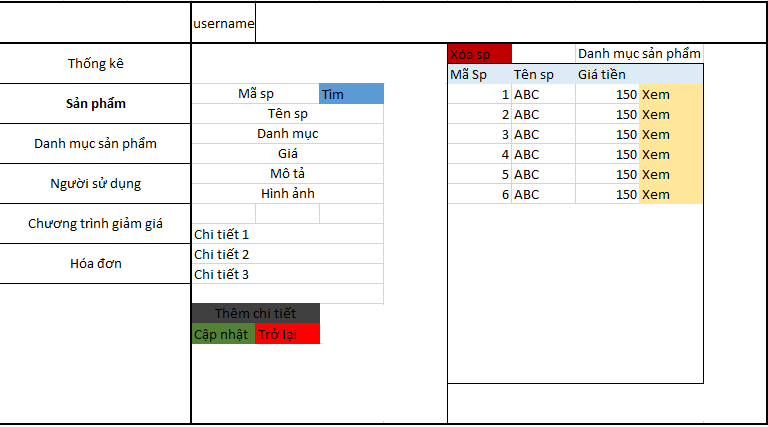 username
Thống kê
Sản phẩm
Danh mục sản phẩm
Người sử dụng
Chương trình giảm giá
Hóa đơn
Mã sp Tìm
Tên sp
Danh mục
Giá
Mô tả
Hình ảnh
Chi tiết 1
Chi tiết 2
Chi tiết 3
Thêm chi tiết
Cập nhật Trở lại
Xóa sp Danh mục sản phẩm
Mã Sp Tên sp Giá tiền
1 ABC 150 Xem
2 ABC 150 Xem
3 ABC 150 Xem
4 ABC 150 Xem
5 ABC 150 Xem
6 ABC 150 Xem